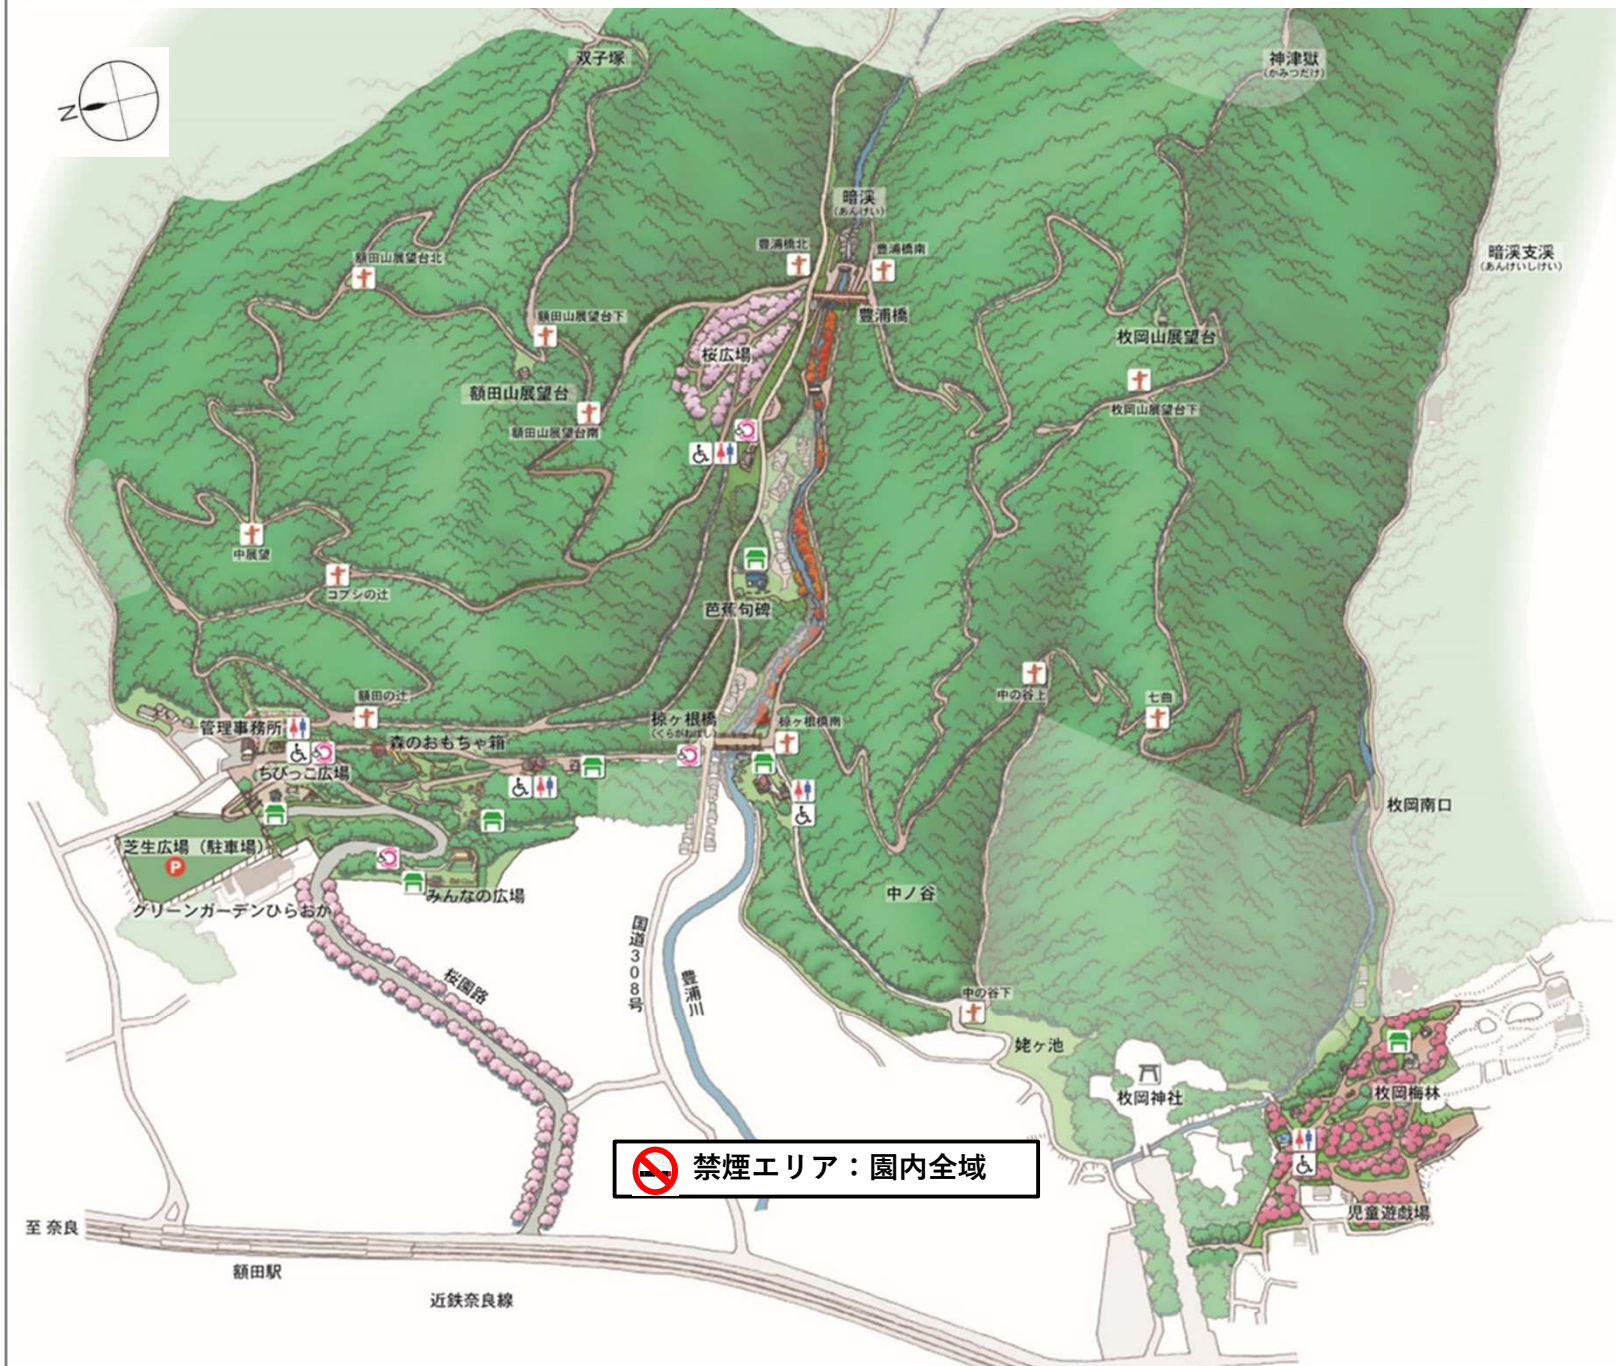 双子塚
神津嶽
(かみつだけ)
N
暗渓
(あんけい)
豊浦橋北
豊浦橋南
額田山展望台北
暗渓支渓
(あんけいしけい)
額田山展望台下
豊浦橋
枚岡山展望台
桜広場
額田山展望台
枚岡山展望台下
額田山展望台南
中展望
コブシの辻
芭蕉句碑
中の谷上
七曲
額田の辻
管理事務所
椋ヶ根橋
(くらがねばし)
椋ヶ根橋南
森のおもちゃ箱
ちびっこ広場
枚岡南口
芝生広場（駐車場）
P
みんなの広場
中ノ谷
グリーンガーデンひらおか
国道308号
桜園路
豊浦川
中の谷下
姥ヶ池
枚岡神社
枚岡梅林
禁煙エリア：園内全域
児童遊戯場
至 奈良
額田駅
近鉄奈良線